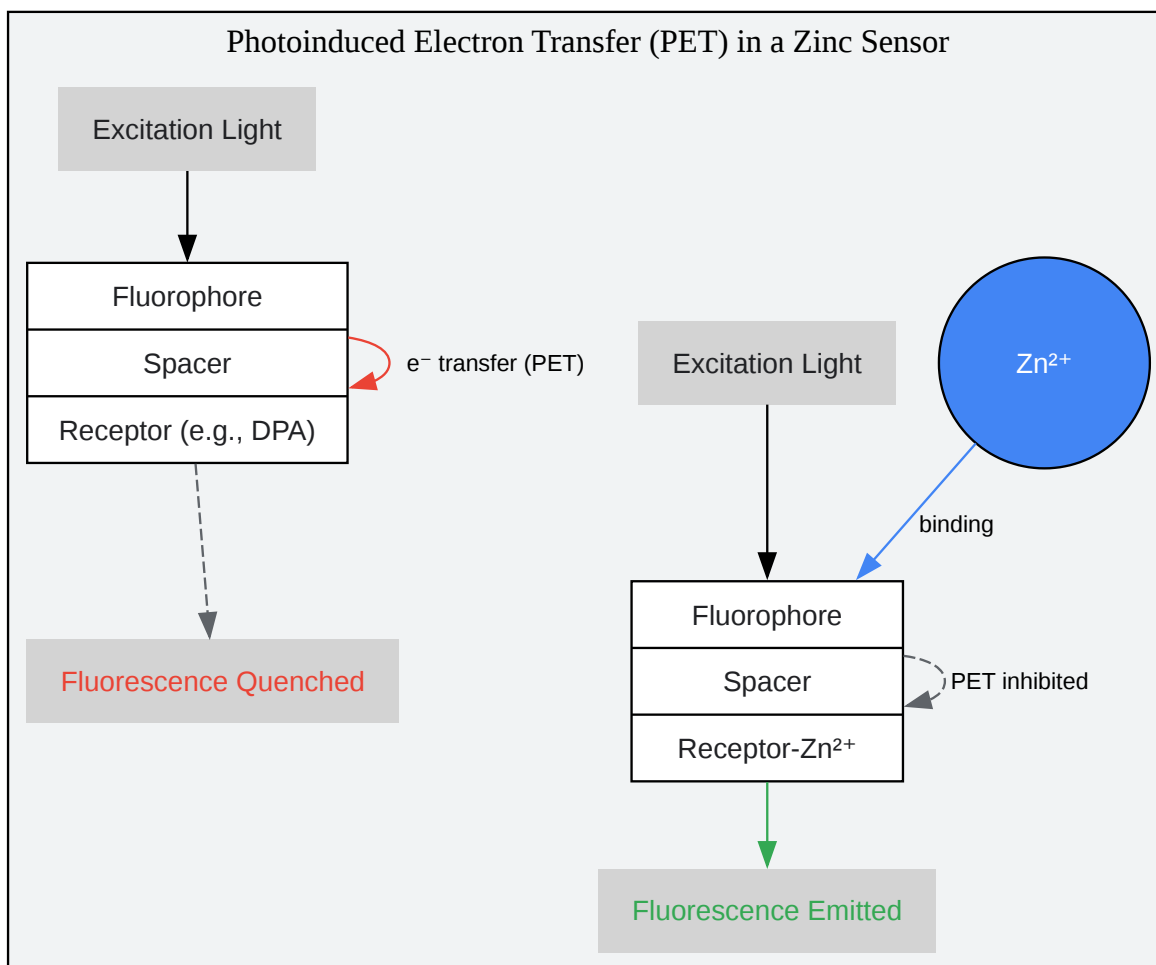 Photoinduced Electron Transfer (PET) in a Zinc Sensor
Excitation Light
Fluorophore
Spacer
e⁻ transfer (PET)
Receptor (e.g., DPA)
Fluorescence Quenched
Excitation Light
Zn²⁺
binding
Fluorophore
Spacer
PET inhibited
Receptor-Zn²⁺
Fluorescence Emitted